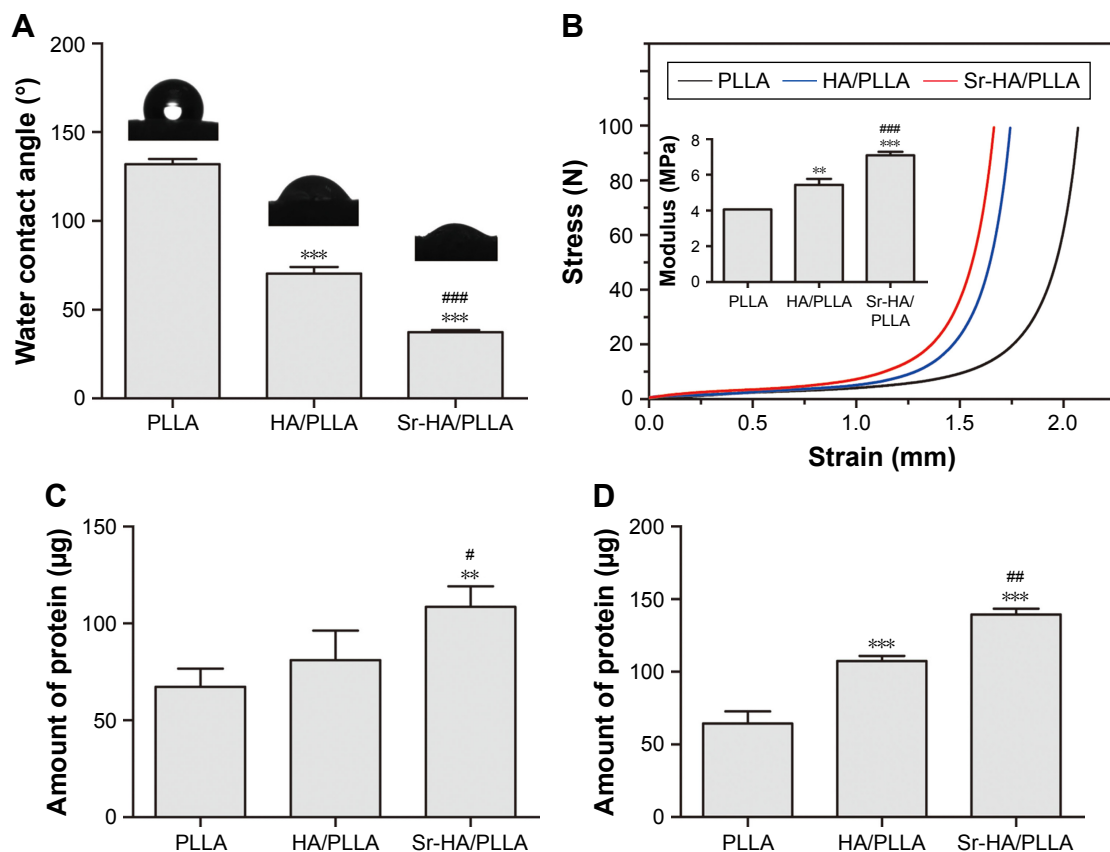 A
Water contact angle (°)
200
150
100
50
0
***
###
***
PLLA
HA/PLLA
Sr-HA/PLLA
B
Stress (N)
100
80
60
40
20
0
PLLA
HA/PLLA
Sr-HA/PLLA
Modulus (MPa)
8
6
4
2
0
**
###
***
PLLA
HA/PLLA
Sr-HA/
PLLA
0.0
0.5
1.0
1.5
2.0
Strain (mm)
C
Amount of protein (µg)
150
100
50
0
#
**
PLLA
HA/PLLA
Sr-HA/PLLA
D
Amount of protein (µg)
200
150
100
50
0
***
##
***
PLLA
HA/PLLA
Sr-HA/PLLA